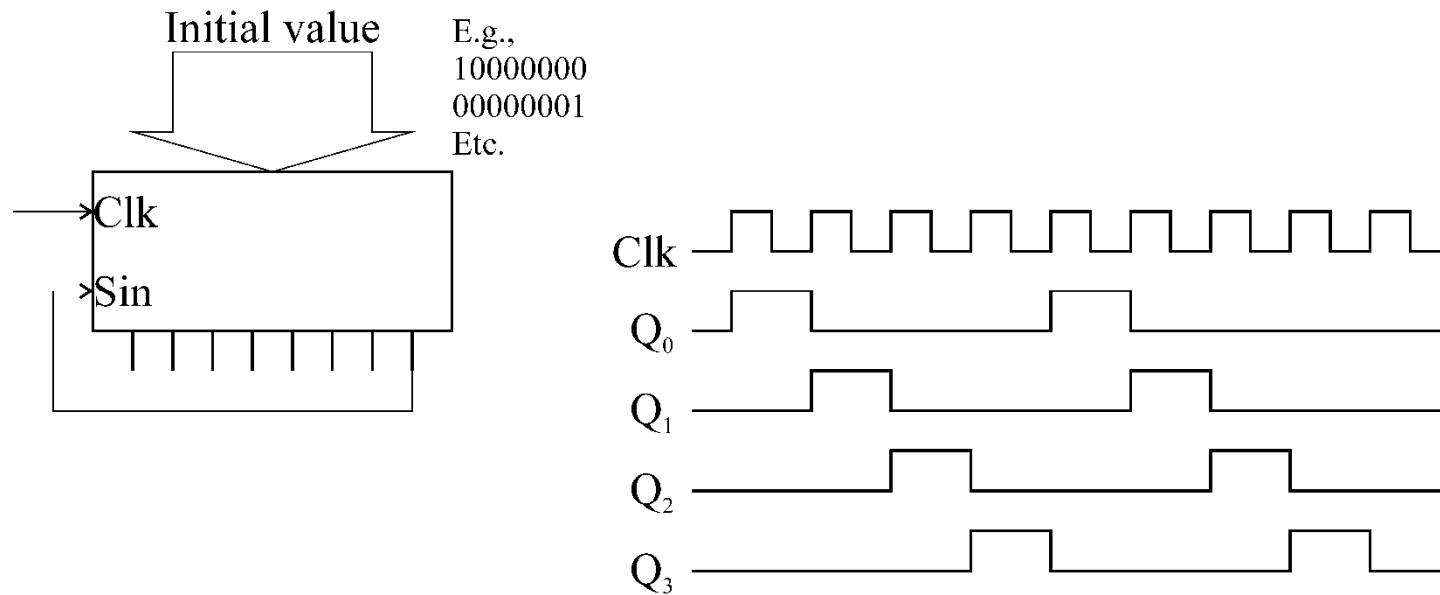 Initial value
E.g.,
10000000
00000001
Etc.
Clk
Sin
Clk
Q0
Q1
Q2
Q3